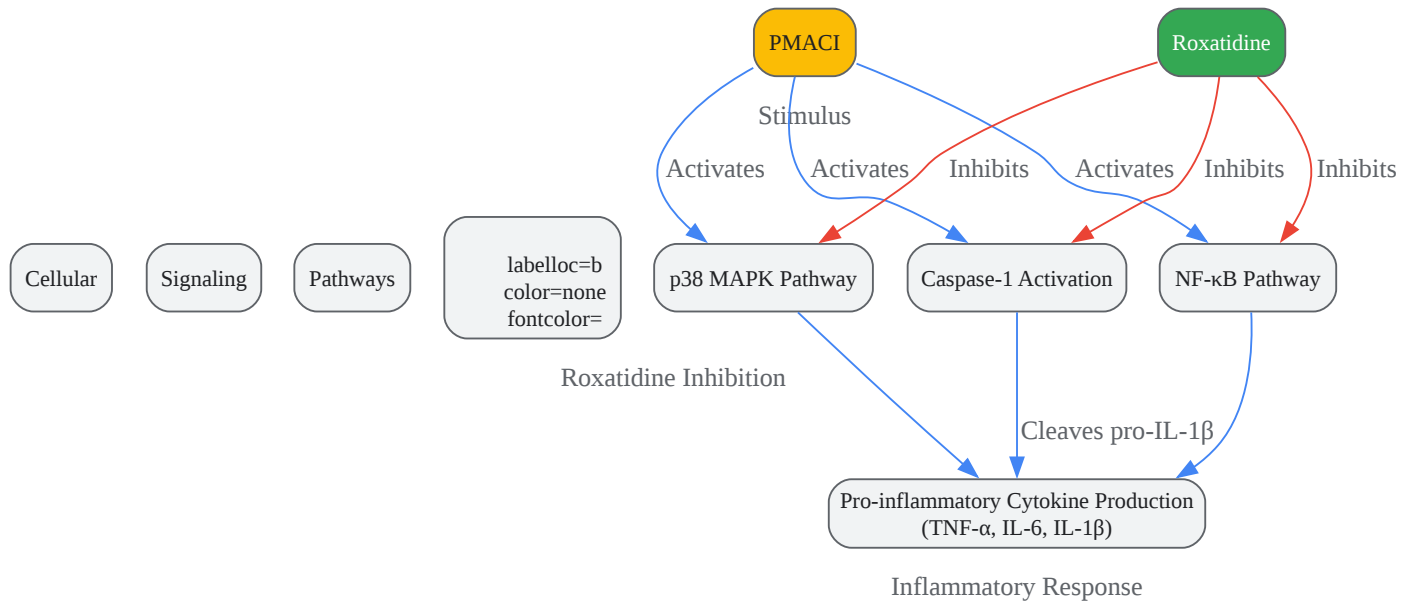 PMACI
Roxatidine
Stimulus
Activates
Activates
Inhibits
Activates
Inhibits
Inhibits
Cellular
Signaling
Pathways
labelloc=b
color=none
fontcolor=
p38 MAPK Pathway
Caspase-1 Activation
NF-κB Pathway
Roxatidine Inhibition
Cleaves pro-IL-1β
Pro-inflammatory Cytokine Production
(TNF-α, IL-6, IL-1β)
Inflammatory Response